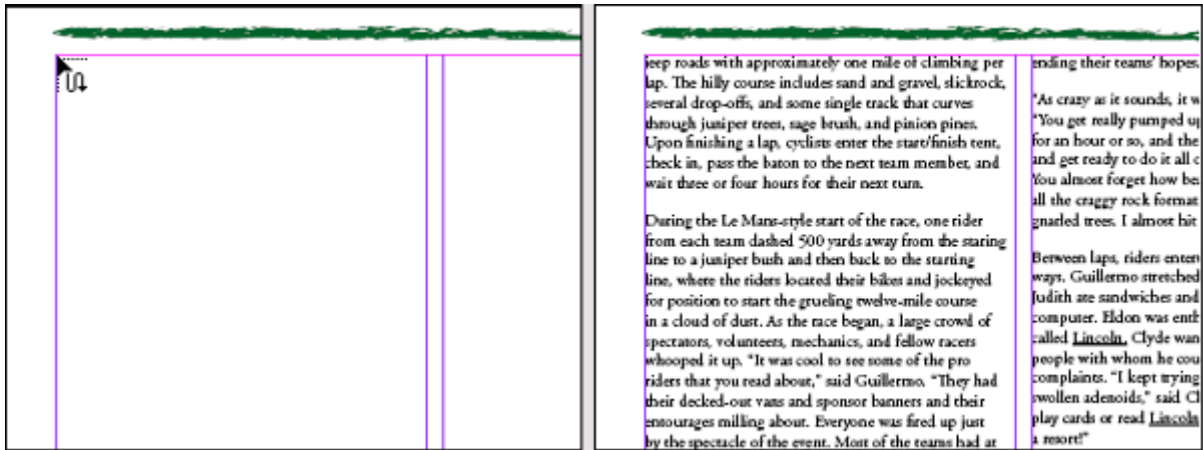 jeep roads with approximately one mile of climbing per
lap. The hilly course includes sand and gravel, slickrock,
several drop-offs, and some single track that curves
through juniper trees, sage brush, and pinion pines.
Upon finishing a lap, cyclists enter the start/finish tent,
check in, pass the baton to the next team member, and
wait three or four hours for their next turn.
During the Le Mans-style start of the race, one rider
from each team dashed 500 yards away from the staring
line to a juniper bush and then back to the starting
line, where the riders located their bikes and jockeyed
for position to start the grueling twelve-mile course
in a cloud of dust. As the race began, a large crowd of
spectators, volunteers, mechanics, and fellow racers
whooped it up. "It was cool to see some of the pro
riders that you read about," said Guillermo. "They had
their decked-out vans and sponsor banners and their
entourages milling about. Everyone was fired up just
by the spectacle of the event. Most of the teams had at
ending their teams' hopes.
"As crazy as it sounds, it w
"You get really pumped up
for an hour or so, and the
and get ready to do it all
You almost forget how
all the craggy rock format
gnarled trees. I almost hit
Between laps, riders enter
ways. Guillermo stretched
Judith ate sandwiches and
computer. Eldon was enth
called Lincoln. Clyde wan
people with whom he cou
complaints. "I kept trying
swollen adenoids," said Cl
play cards or read Lincoln
a resort!"